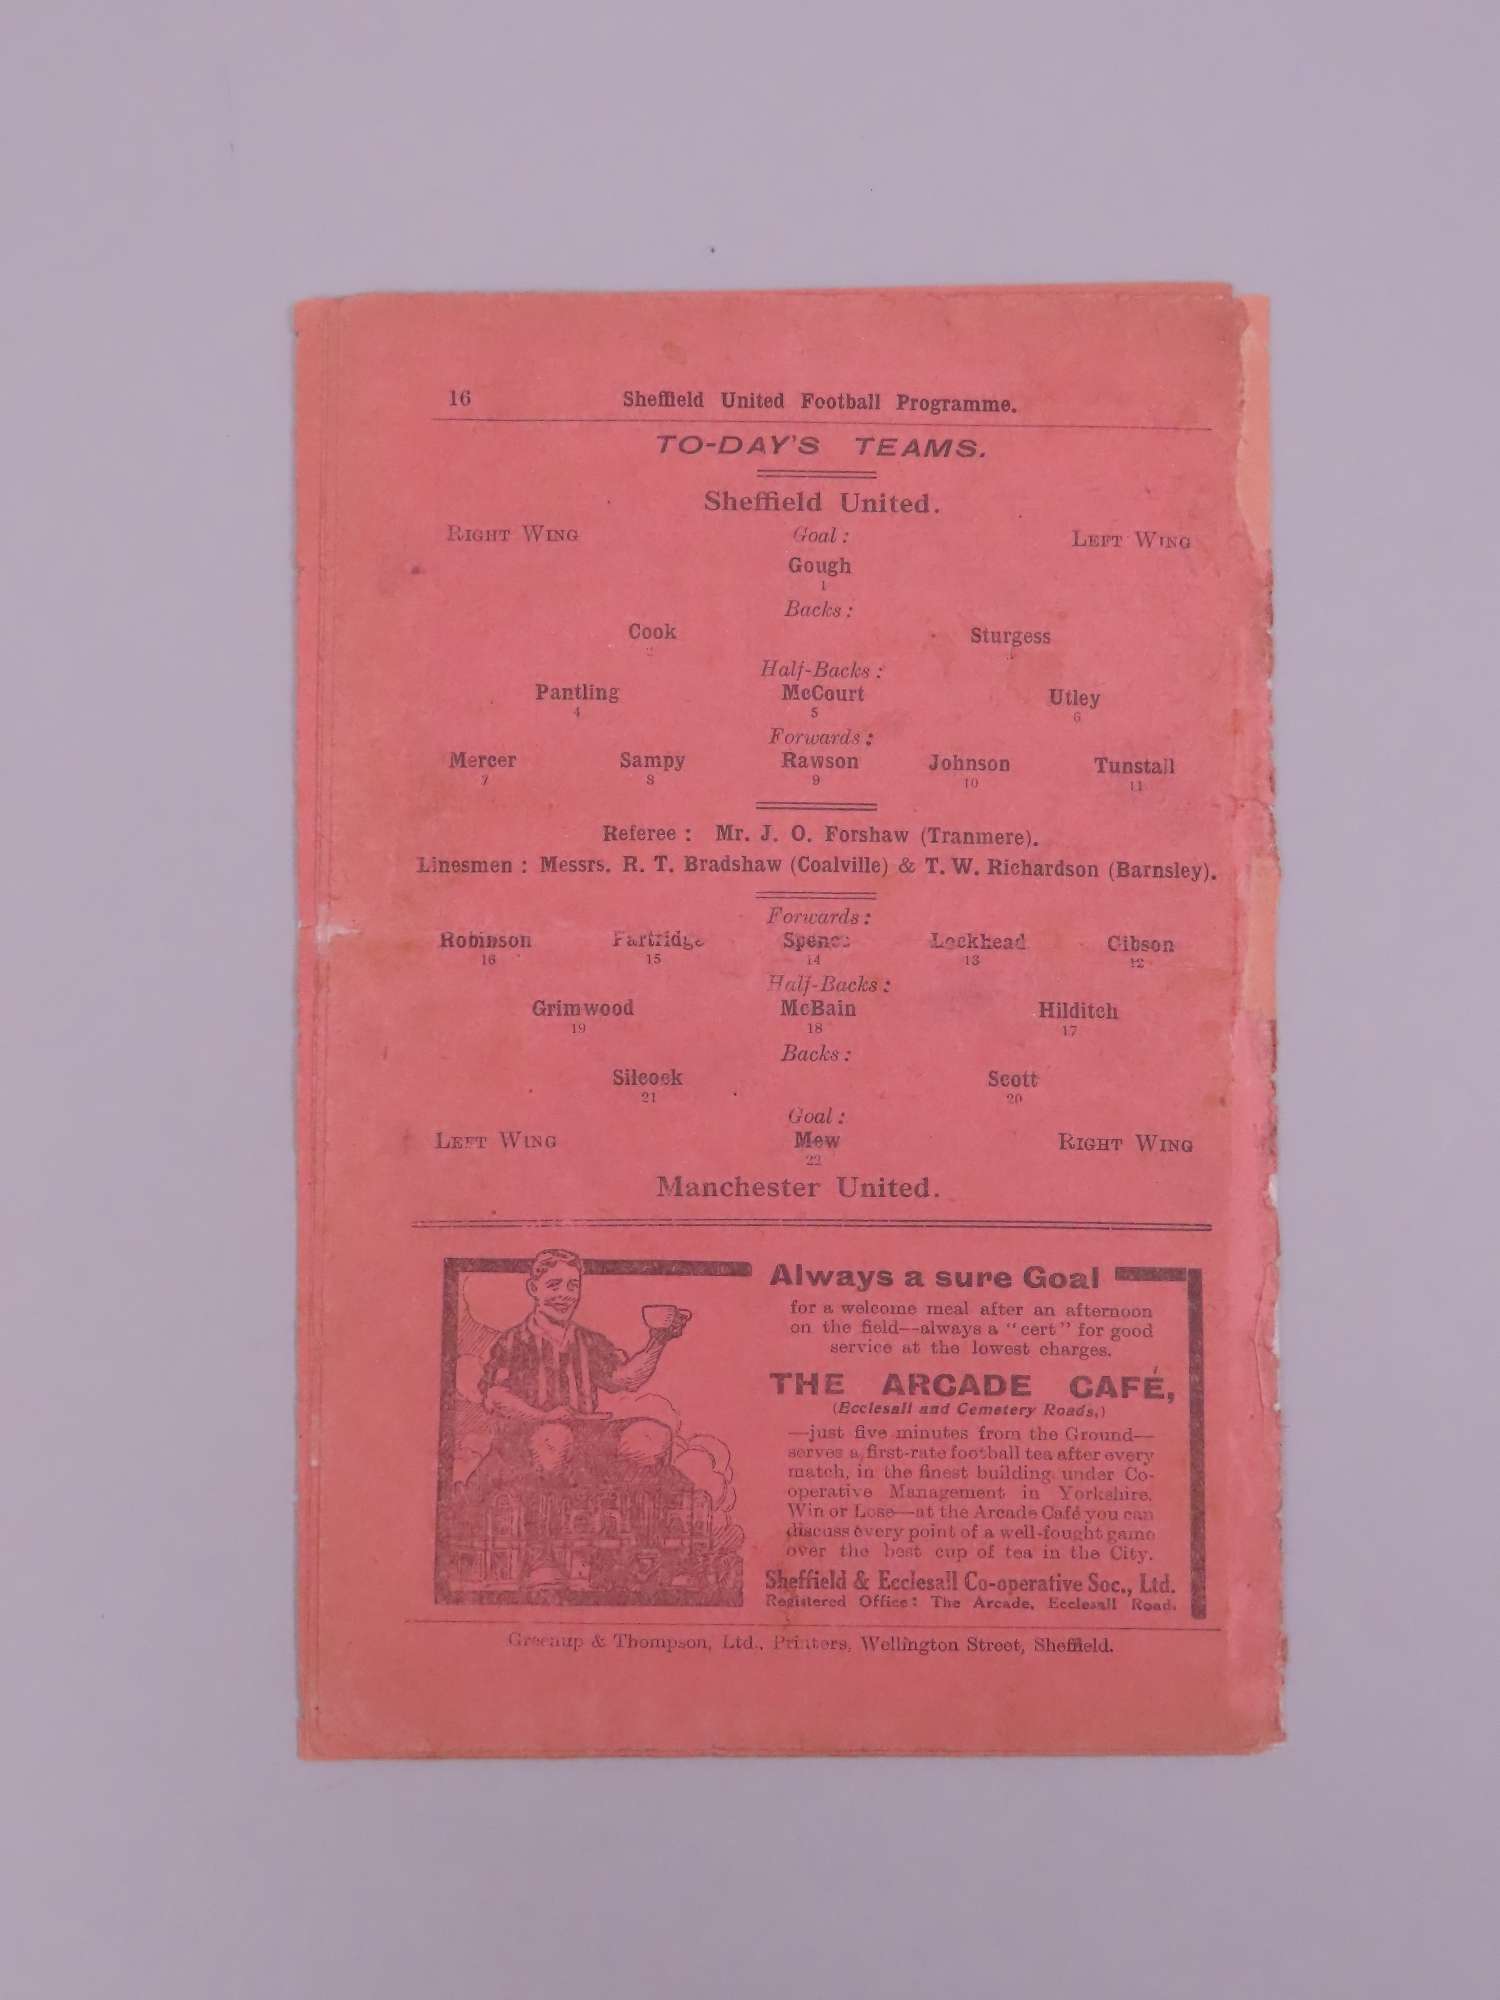 16 Sheffield United Football Programme.
TO-DAY'S TEAMS.
Sheffield United.
RIGHT WING Goal: LEFT WING
Gough
1
Backs:
Cook Sturgess
Half-Backs:
Pantling McCourt Utley
4 5 6
Forwards:
Mercer Sampy Rawson Johnson Tunstall
7 8 9 10 11
Referee: Mr. J. O. Forshaw (Tranmere).
Linesmen: Messrs. R. T. Bradshaw (Coalville) & T. W. Richardson (Barnsley).
Forwards:
Robinson Partridge Spence Lockhead Gibson
16 15 14 13 12
Half-Backs:
Grimwood McBain Hilditch
19 18 17
Backs:
Silcock Scott
21 20
Goal:
LEFT WING Mew RIGHT WING
22
Manchester United.
Always a sure Goal
for a welcome meal after an afternoon
on the field—always a "cert" for good
service at the lowest charges.
THE ARCADE CAFÉ,
(Ecclesall and Cemetery Roads,)
—just five minutes from the Ground—
serves a first-rate football tea after every
match, in the finest building under Co-
operative Management in Yorkshire.
Win or Lose—at the Arcade Café you can
discuss every point of a well-fought game
over the best cup of tea in the City.
Sheffield & Ecclesall Co-operative Soc., Ltd.
Registered Office: The Arcade, Ecclesall Road.
Greenup & Thompson, Ltd., Printers, Wellington Street, Sheffield.